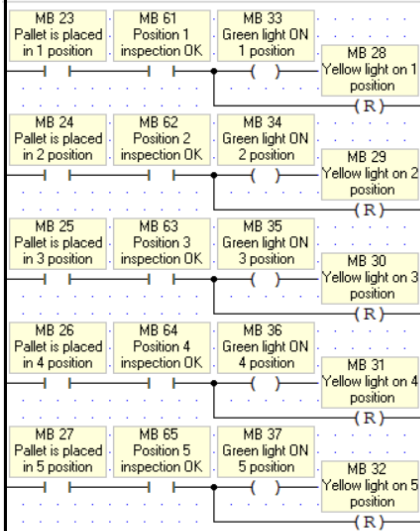 MB 23
Pallet is placed
in 1 position
MB 61
Position 1
inspection OK
MB 33
Green light ON
1 position
MB 28
Yellow light on 1
position
(R)
MB 24
Pallet is placed
in 2 position
MB 62
Position 2
inspection OK
MB 34
Green light ON
2 position
MB 29
Yellow light on 2
position
(R)
MB 25
Pallet is placed
in 3 position
MB 63
Position 3
inspection OK
MB 35
Green light ON
3 position
MB 30
Yellow light on 3
position
(R)
MB 26
Pallet is placed
in 4 position
MB 64
Position 4
inspection OK
MB 36
Green light ON
4 position
MB 31
Yellow light on 4
position
(R)
MB 27
Pallet is placed
in 5 position
MB 65
Position 5
inspection OK
MB 37
Green light ON
5 position
MB 32
Yellow light on 5
position
(R)